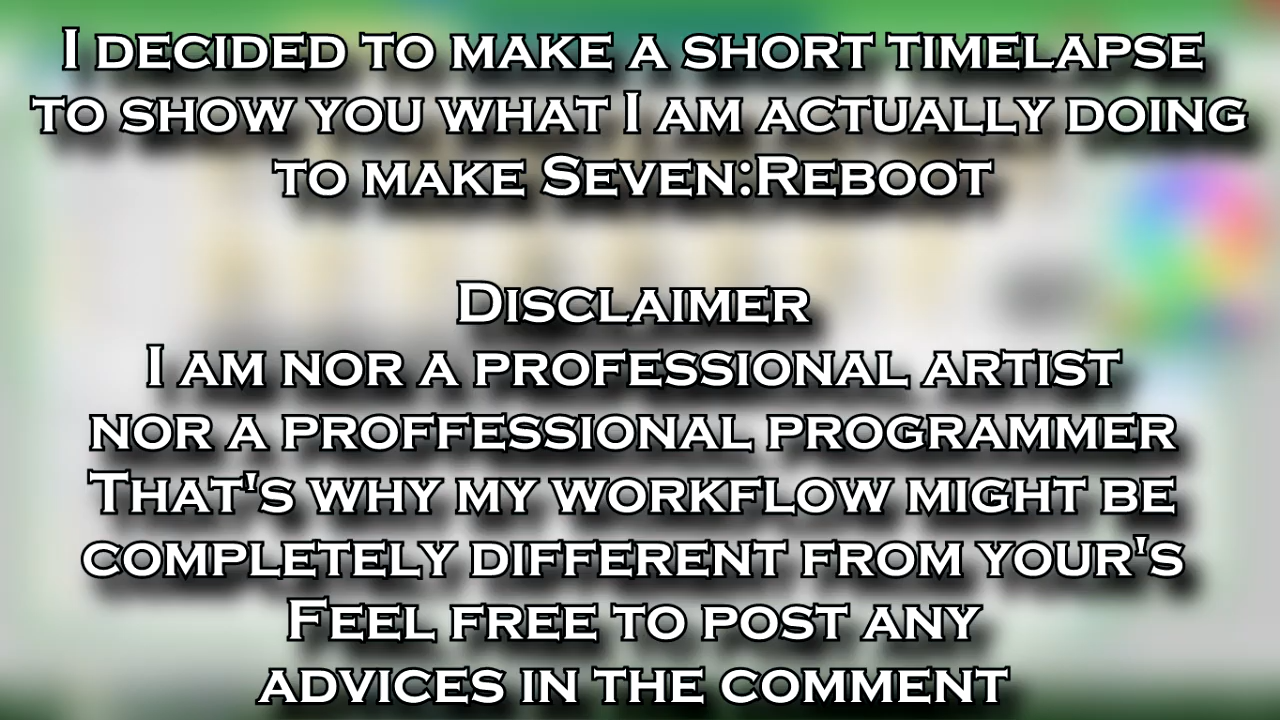 I decided to make a short timelapse
to show you what I am actually doing
to make Seven:Reboot
Disclaimer
I am nor a professional artist
nor a proffessional programmer
That's why my workflow might be
completely different from your's
Feel free to post any
advices in the comment